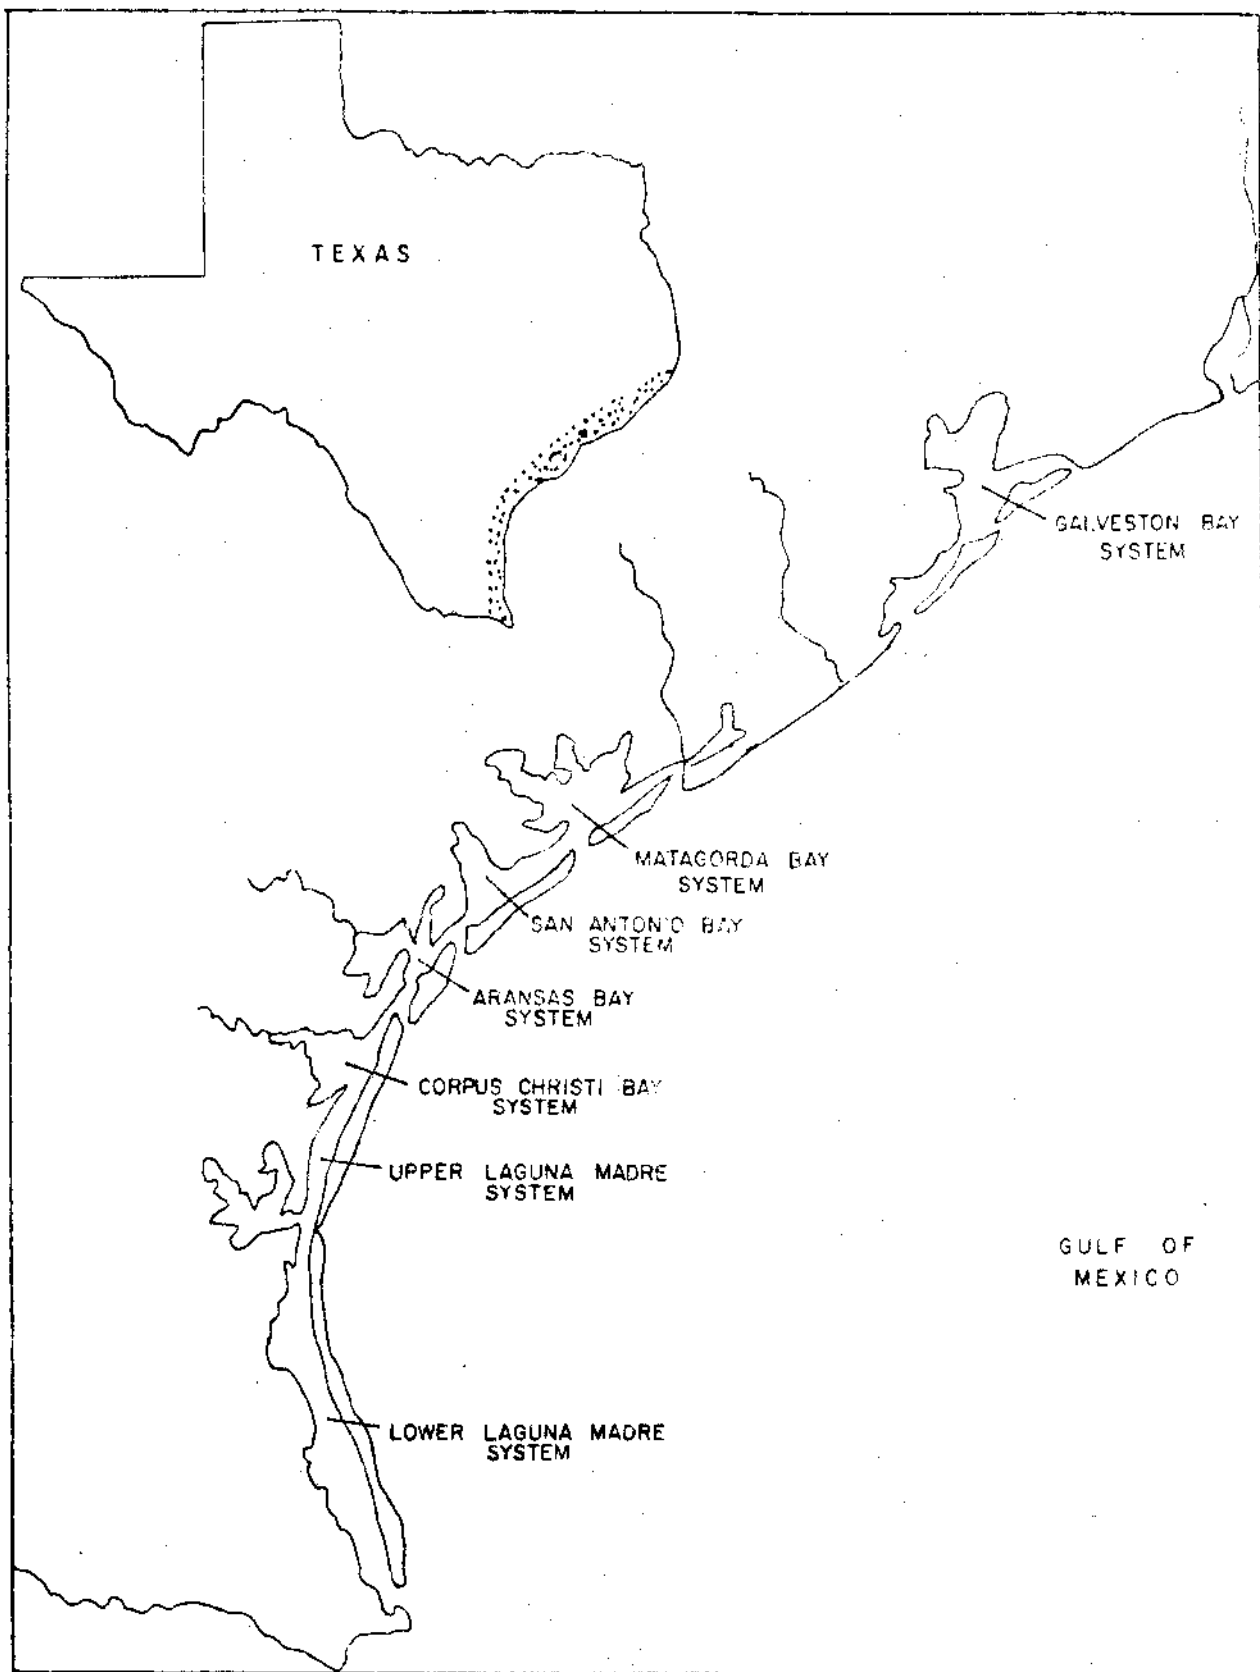 TEXAS
GALVESTON BAY
SYSTEM
MATAGORDA BAY
SYSTEM
SAN ANTONIO BAY
SYSTEM
ARANSAS BAY
SYSTEM
CORPUS CHRISTI BAY
SYSTEM
UPPER LAGUNA MADRE
SYSTEM
GULF OF
MEXICO
LOWER LAGUNA MADRE
SYSTEM